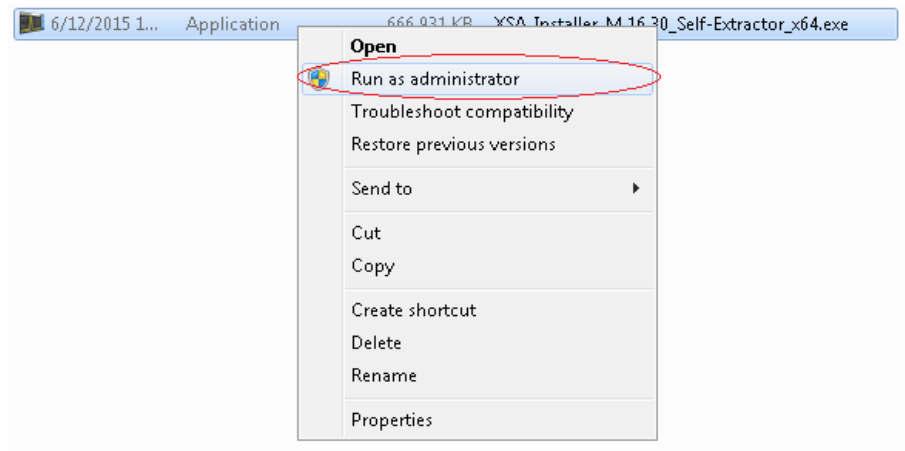 6/12/2015 1... Application 666,931 KB XSA_Installer_M.16.30_Self-Extractor_x64.exe
Open
Run as administrator
Troubleshoot compatibility
Restore previous versions
Send to
Cut
Copy
Create shortcut
Delete
Rename
Properties